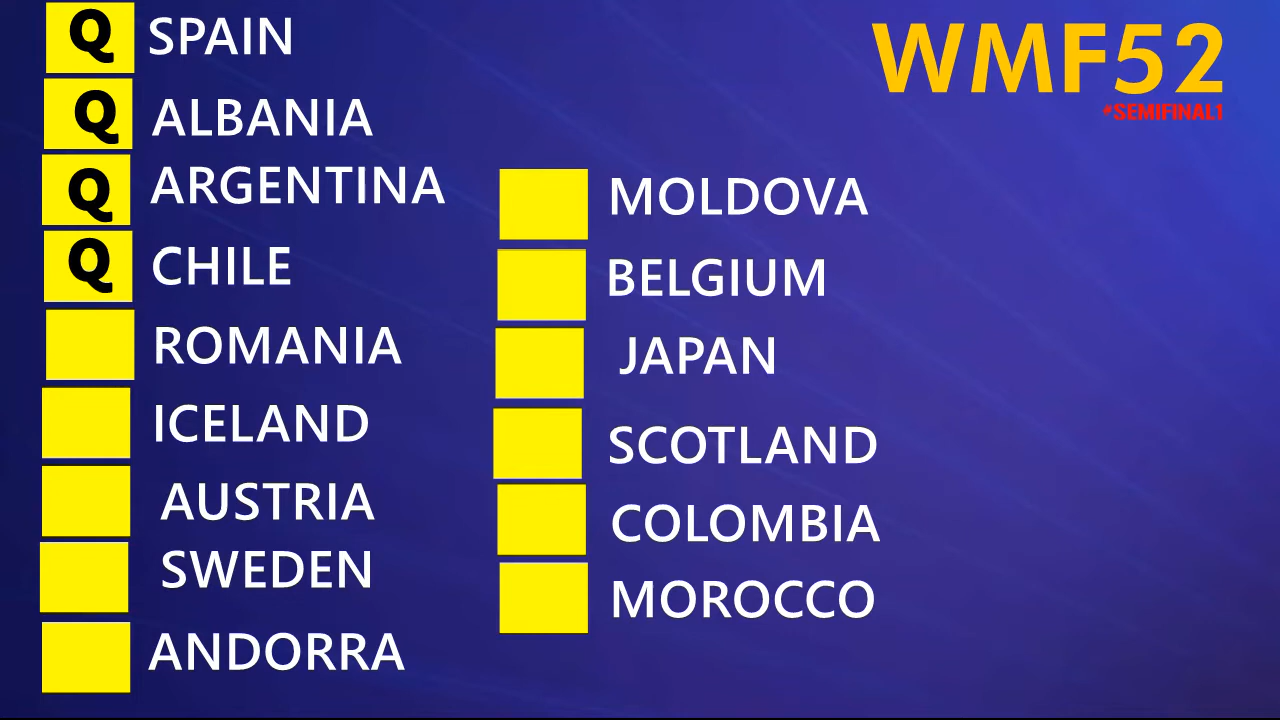 WMF52
#SEMIFINAL1
Q SPAIN
Q ALBANIA
Q ARGENTINA
Q CHILE
ROMANIA
ICELAND
AUSTRIA
SWEDEN
ANDORRA
MOLDOVA
BELGIUM
JAPAN
SCOTLAND
COLOMBIA
MOROCCO